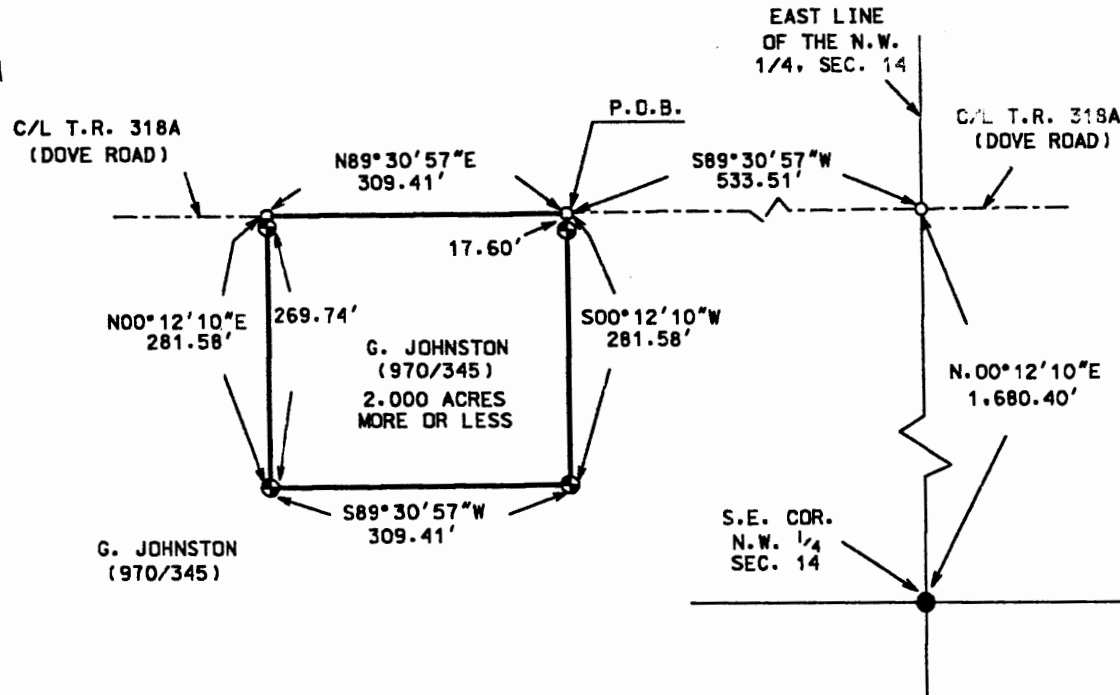 EAST LINE
OF THE N.W.
1/4, SEC. 14
C/L T.R. 318A
(DOVE ROAD)
P.O.B.
C/L T.R. 318A
(DOVE ROAD)
N89°30'57"E
309.41'
S89°30'57"W
533.51'
17.60'
N00°12'10"E
281.58'
269.74'
S00°12'10"W
281.58'
G. JOHNSTON
(970/345)
2.000 ACRES
MORE OR LESS
N.00°12'10"E
1,680.40'
S89°30'57"W
309.41'
S.E. COR.
N.W. 1/4
SEC. 14
G. JOHNSTON
(970/345)